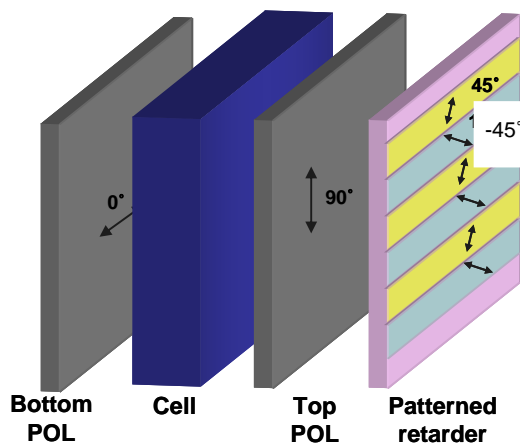 45°
-45°
0°
90°
Bottom
POL
Cell
Top
POL
Patterned
retarder